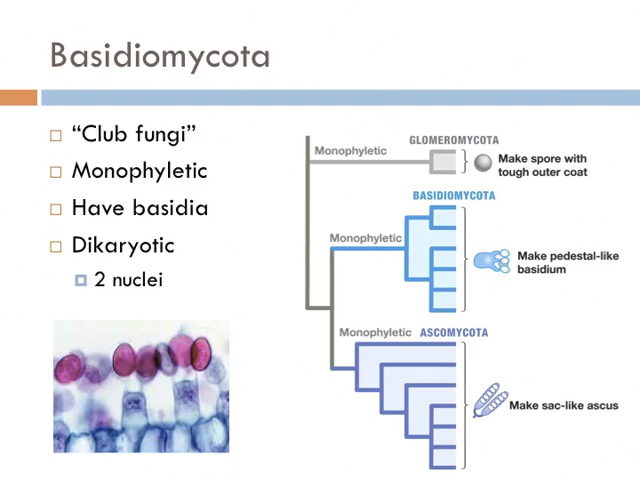 Basidiomycota
“Club fungi”
Monophyletic
Have basidia
Dikaryotic
2 nuclei
GLOMEROMYCOTA
Monophyletic
Make spore with
tough outer coat
BASIDIOMYCOTA
Monophyletic
Make pedestal-like
basidium
Monophyletic ASCOMYCOTA
Make sac-like ascus